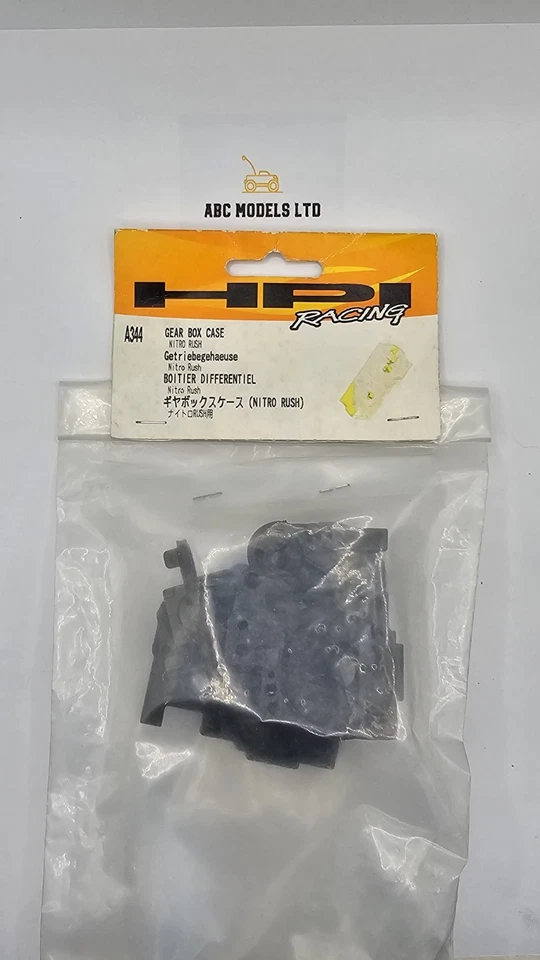 ABC MODELS LTD
HPI
RACING
A344
GEAR BOX CASE
NITRO RUSH
Getriebegehaeuse
Nitro Rush
BOITIER DIFFERENTIEL
Nitro Rush
ギヤボックスケース (NITRO RUSH)
ナイトロRUSH用